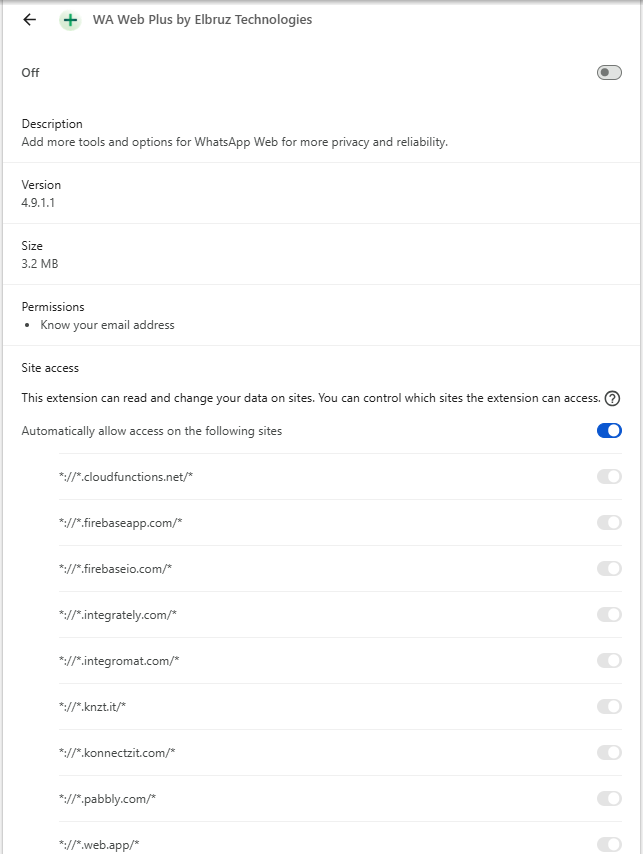 WA Web Plus by Elbruz Technologies
Off
Description
Add more tools and options for WhatsApp Web for more privacy and reliability.
Version
4.9.1.1
Size
3.2 MB
Permissions
• Know your email address
Site access
This extension can read and change your data on sites. You can control which sites the extension can access.
Automatically allow access on the following sites
*://*.cloudfunctions.net/*
*://*.firebaseapp.com/*
*://*.firebaseio.com/*
*://*.integrately.com/*
*://*.integromat.com/*
*://*.knzt.it/*
*://*.konnectzit.com/*
*://*.pabbly.com/*
*://*.web.app/*